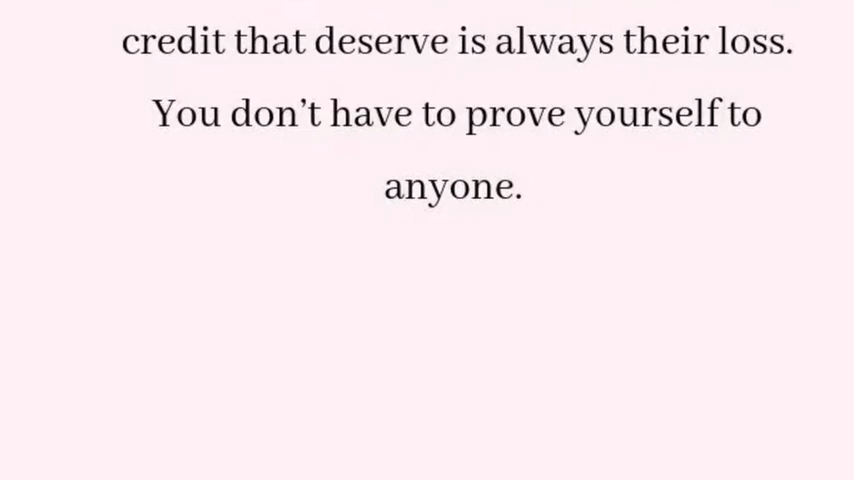 credit that deserve is always their loss.
You don’t have to prove yourself to
anyone.